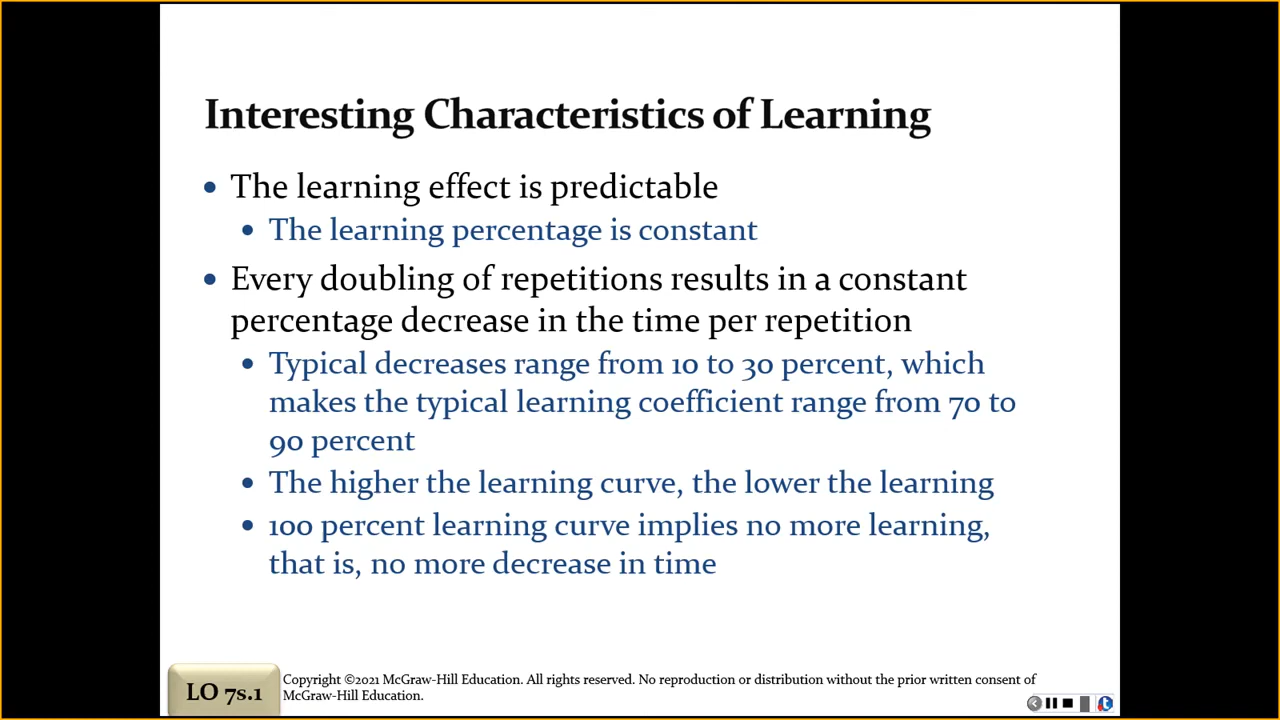 Interesting Characteristics of Learning
• The learning effect is predictable
• The learning percentage is constant
• Every doubling of repetitions results in a constant
percentage decrease in the time per repetition
• Typical decreases range from 10 to 30 percent, which
makes the typical learning coefficient range from 70 to
90 percent
• The higher the learning curve, the lower the learning
• 100 percent learning curve implies no more learning,
that is, no more decrease in time
LO 7s.1
Copyright ©2021 McGraw-Hill Education. All rights reserved. No reproduction or distribution without the prior written consent of
McGraw-Hill Education.